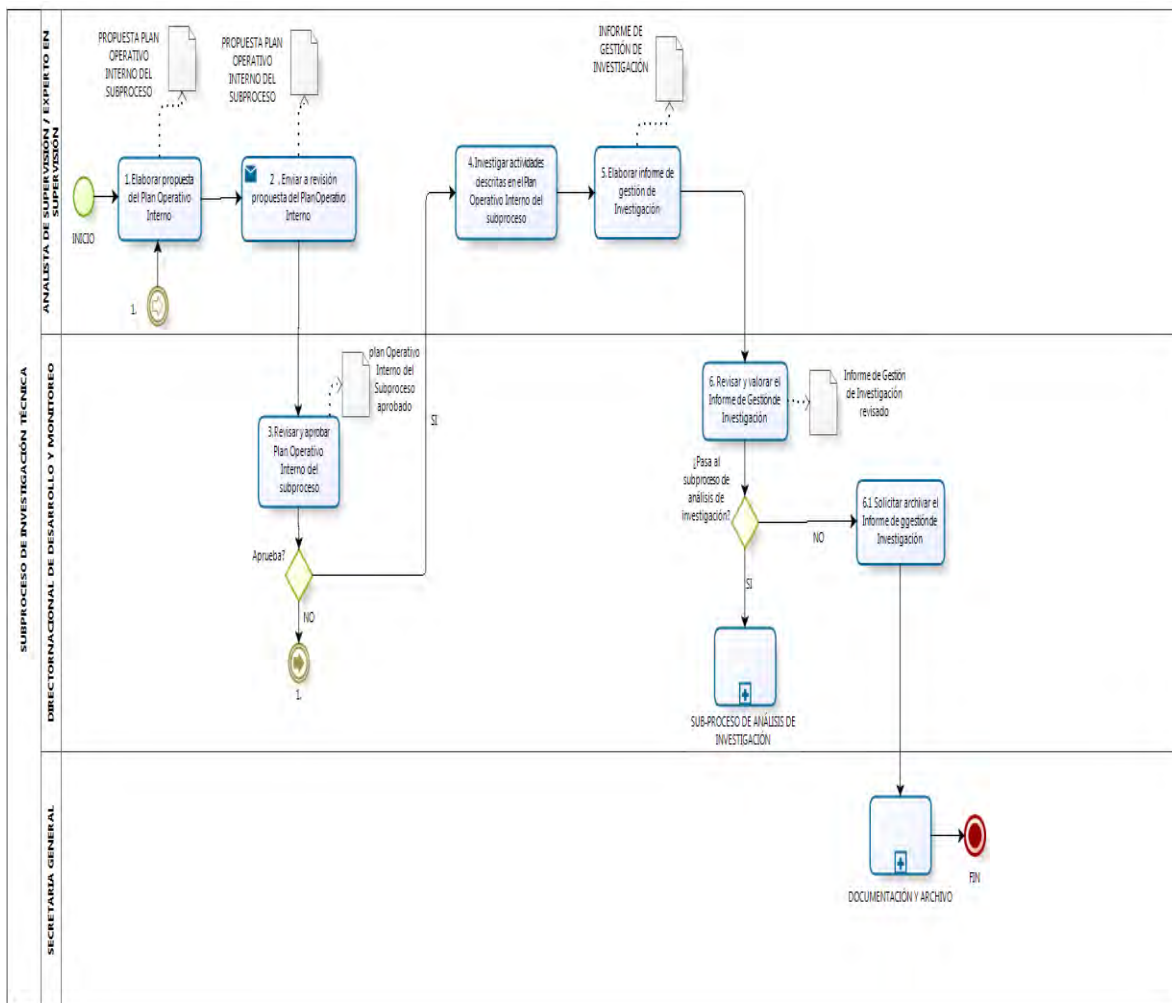 SUBPROCESO DE INVESTIGACIÓN TÉCNICA
ANALISTA DE SUPERVISIÓN / EXPERTO EN
SUPERVISIÓN
PROPUESTA PLAN
OPERATIVO
INTERNO DEL
SUBPROCESO
PROPUESTA PLAN
OPERATIVO
INTERNO DEL
SUBPROCESO
INFORME DE
GESTIÓN DE
INVESTIGACIÓN
INICIO
1. Elaborar propuesta
del Plan Operativo
Interno
2 . Enviar a revisión
propuesta del PlanOperativo
Interno
4.Investigar actividades
descritas en el Plan
Operativo Interno del
subproceso
5. Elaborar informe de
gestión de
Investigación
1.
DIRECTORNACIONAL DE DESARROLLO Y MONITOREO
plan Operativo
Interno del
Subproceso
aprobado
3.Revisar y aprobar
Plan Operativo
Interno del
subproceso
Aprueba?
SI
NO
1.
6. Revisar y valorar el
Informe de Gestiónde
Investigación
Informe de Gestión
de Investigación
revisado
¿Pasa al
subproceso de
análisis de
investigación?
NO
SI
6.1 Solicitar archivar el
Informe de ggestiónde
Investigación
SUB-PROCESO DE ANÁLISIS DE
INVESTIGACIÓN
SECRETARIA GENERAL
DOCUMENTACIÓN Y ARCHIVO
FIN